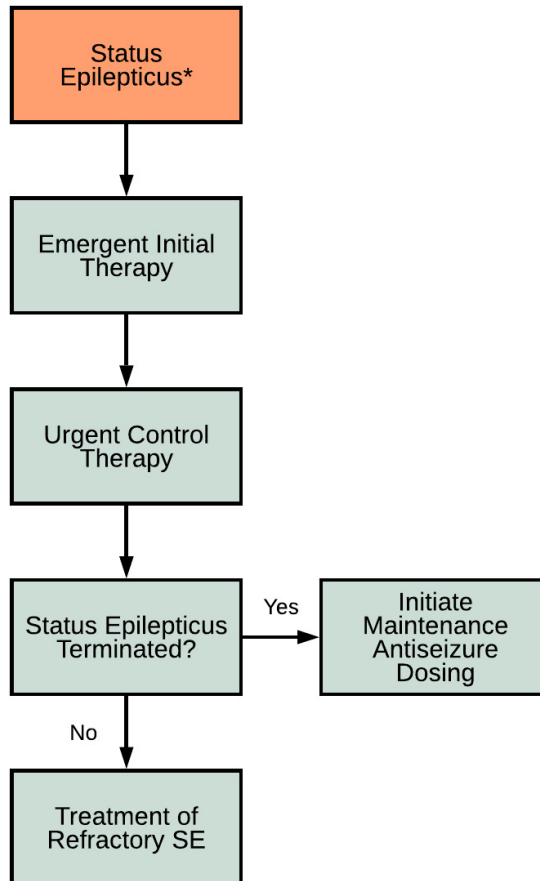 Status
Epilepticus*
Emergent Initial
Therapy
Urgent Control
Therapy
Status Epilepticus
Terminated?
Yes
Initiate
Maintenance
Antiseizure
Dosing
No
Treatment of
Refractory SE